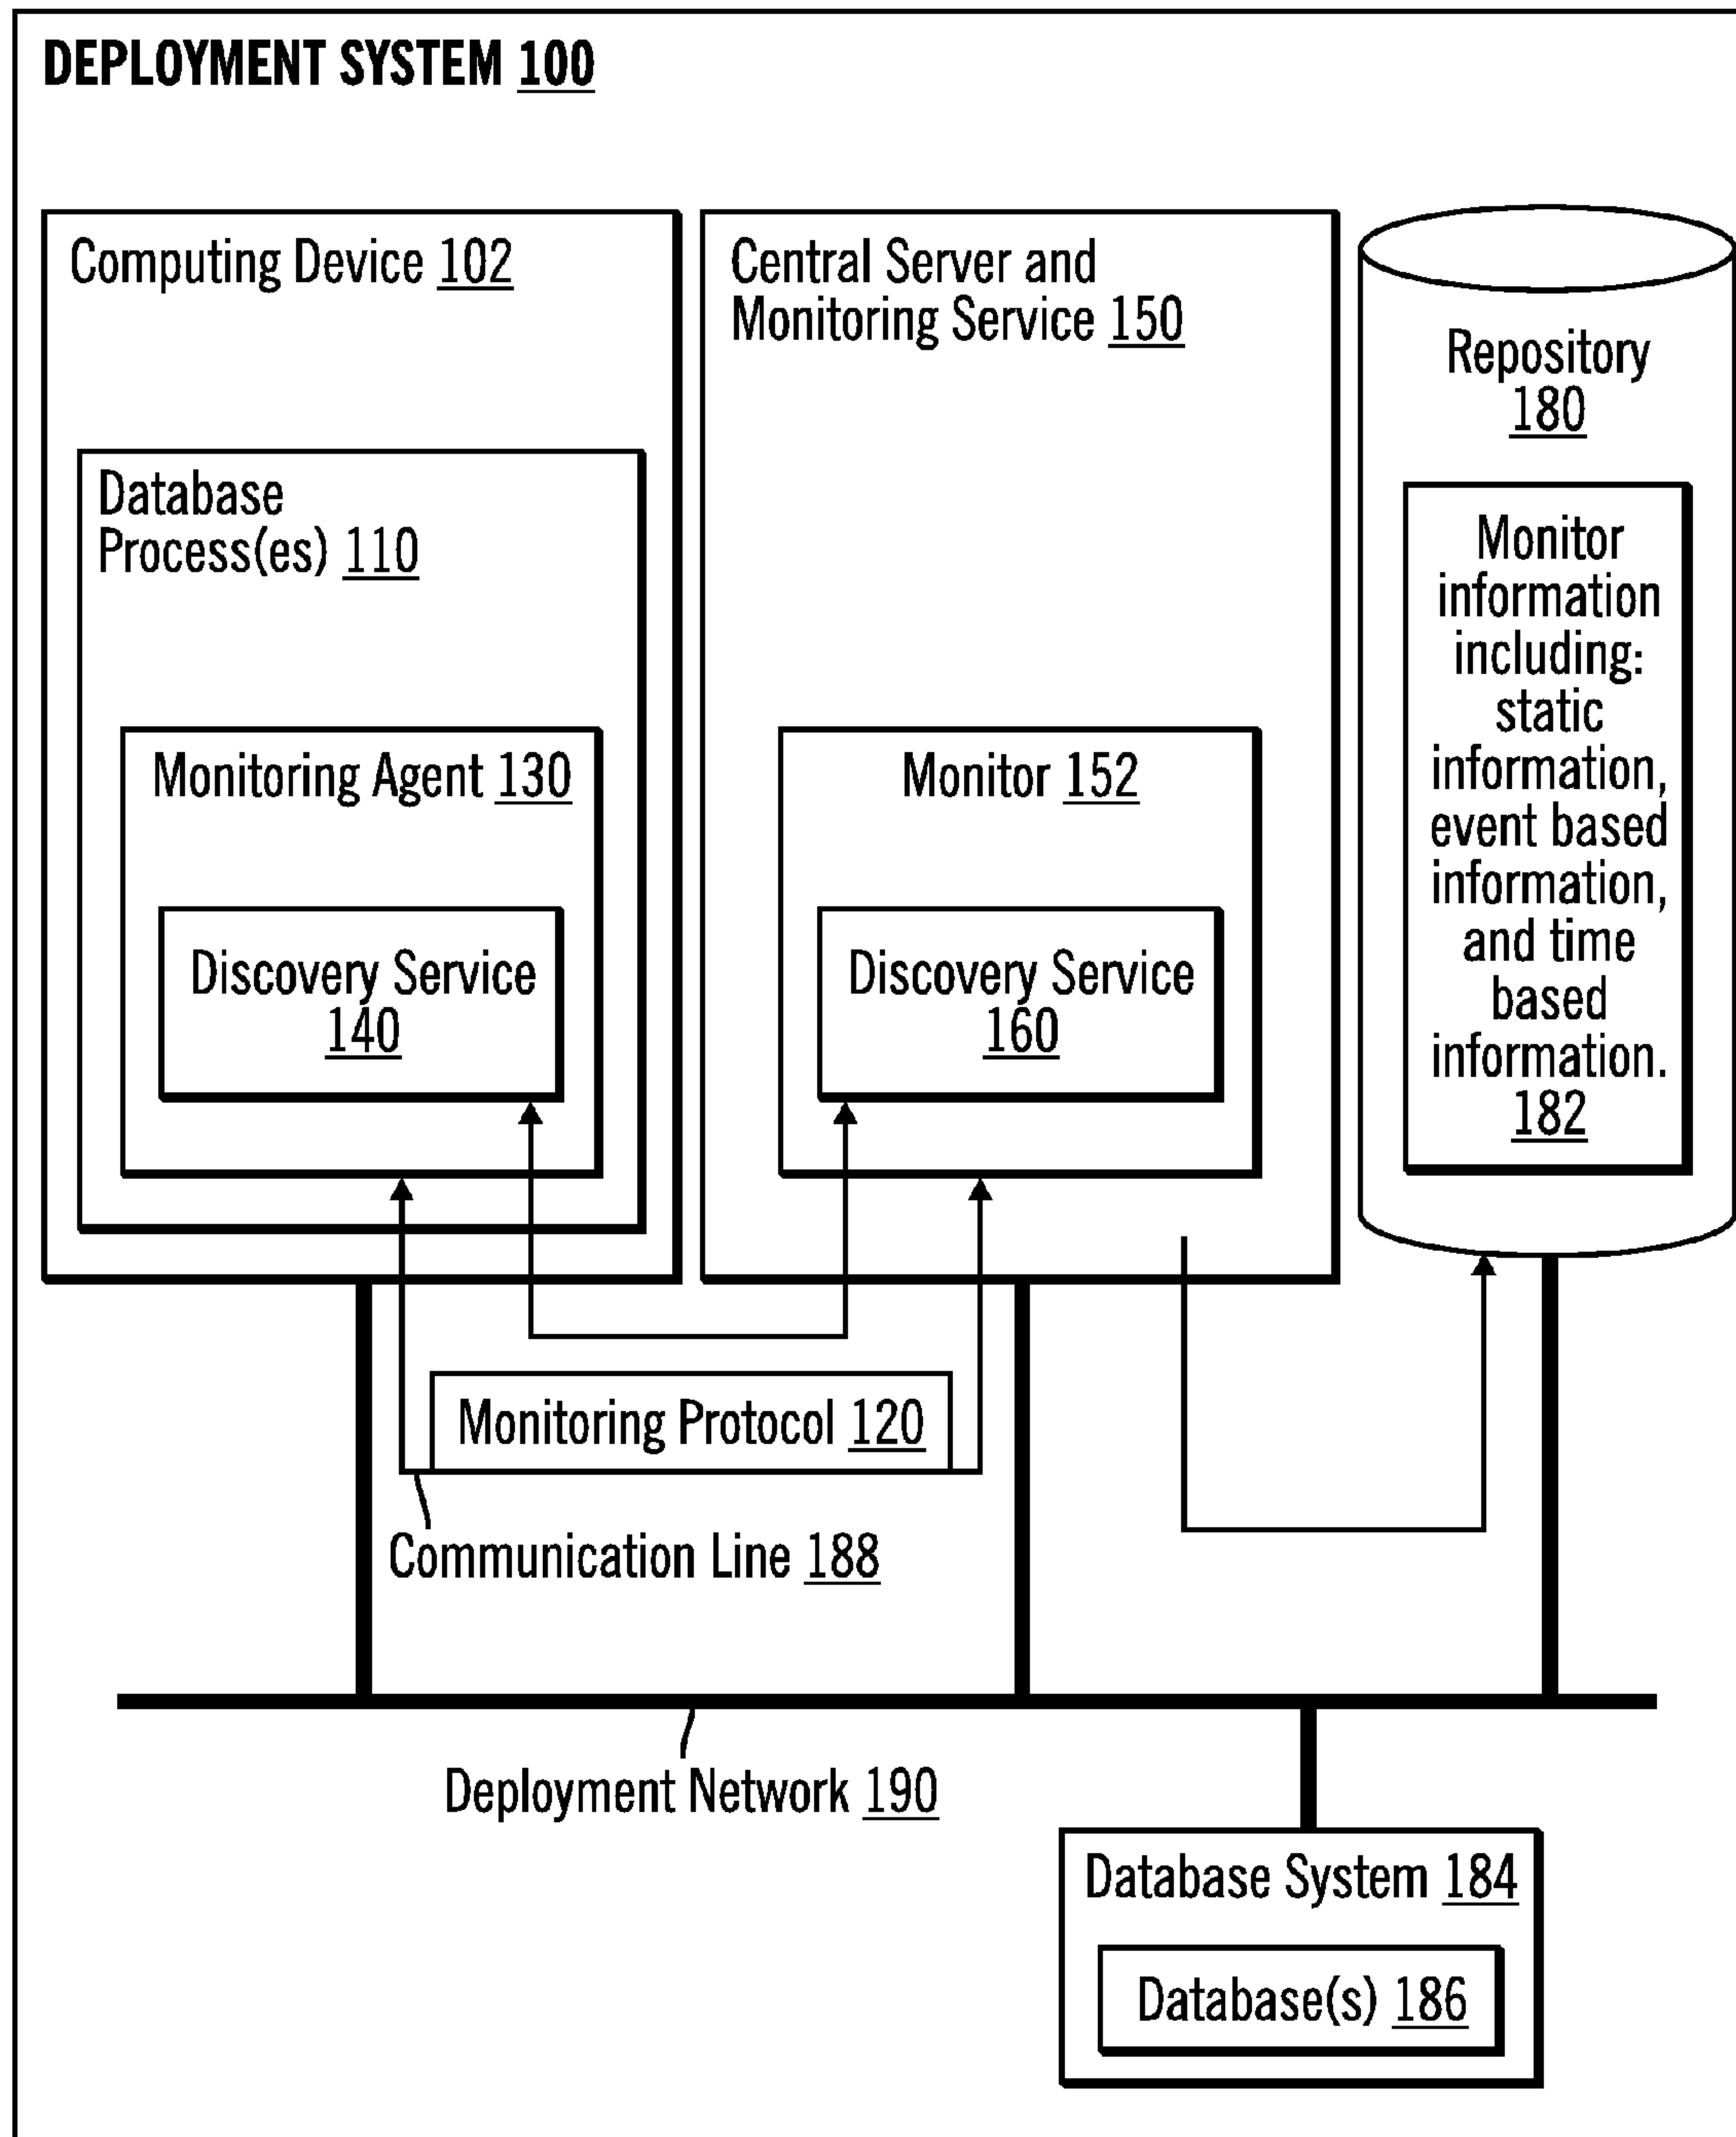 DEPLOYMENT SYSTEM 100
Computing Device 102
Database
Process(es) 110
Monitoring Agent 130
Discovery Service
140
Central Server and
Monitoring Service 150
Monitor 152
Discovery Service
160
Repository
180
Monitor
information
including:
static
information,
event based
information,
and time
based
information.
182
Monitoring Protocol 120
Communication Line 188
Deployment Network 190
Database System 184
Database(s) 186